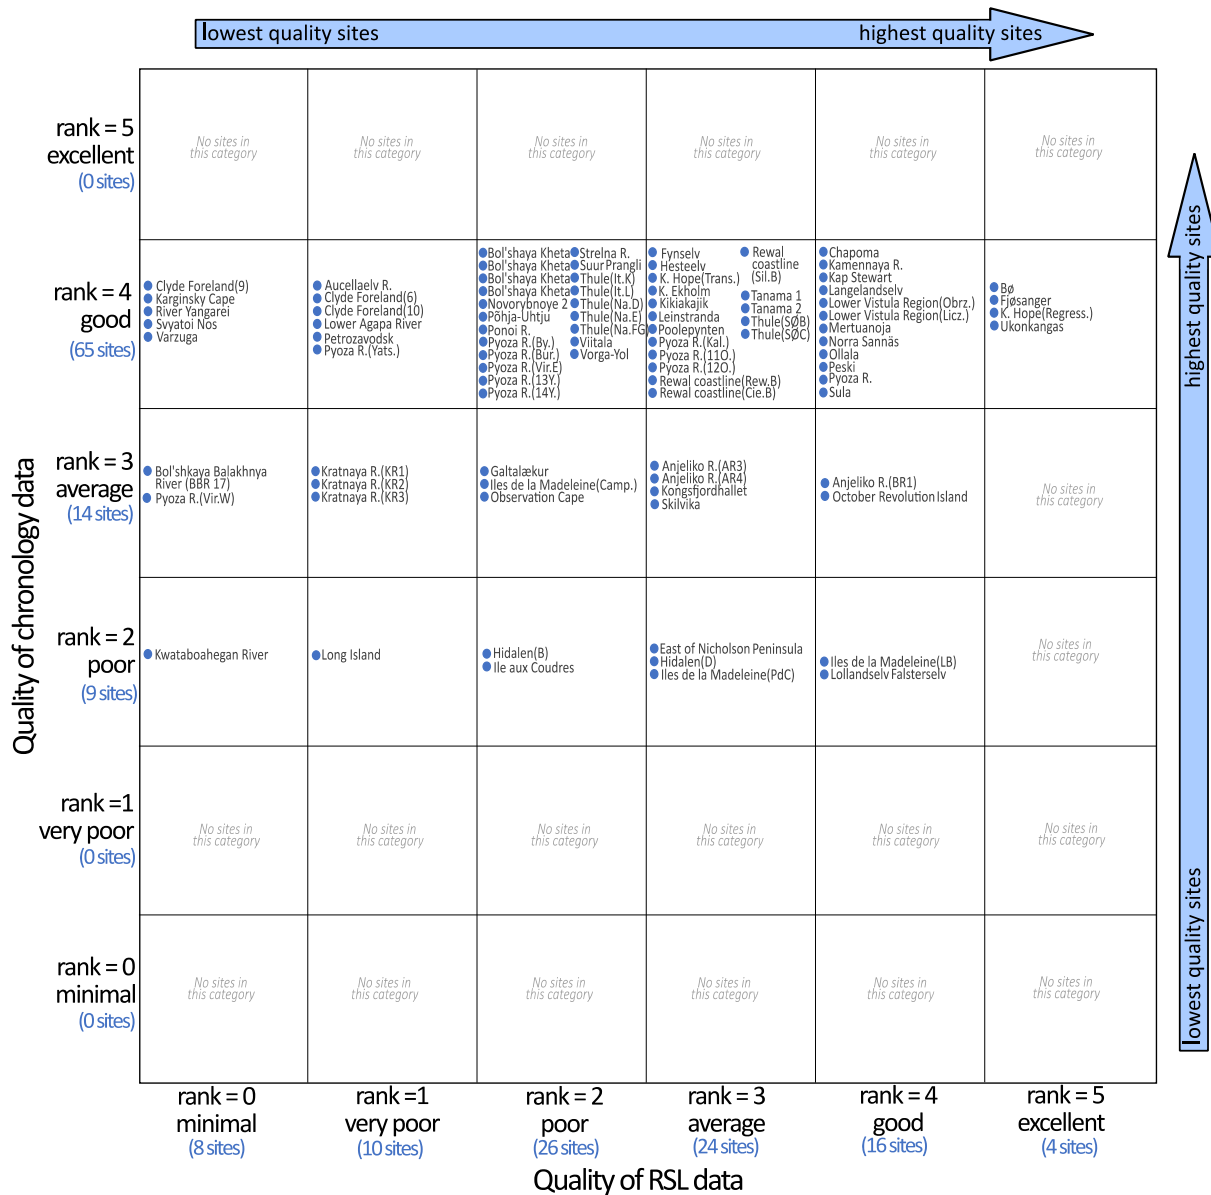 lowest quality sites
highest quality sites
rank = 5
excellent
(0 sites)
No sites in
this category
No sites in
this category
No sites in
this category
No sites in
this category
No sites in
this category
No sites in
this category
rank = 4
good
(65 sites)
Clyde Foreland(9)
Karginsky Cape
River Yangarei
Svyatoi Nos
Varzuga
Aucellaelv R.
Clyde Foreland(6)
Clyde Foreland(10)
Lower Agapa River
Petrozavodsk
Pyoza R.(Yats.)
Bol'shaya Kheta
Bol'shaya Kheta
Bol'shaya Kheta
Bol'shaya Kheta
Novorybnoye 2
Põhja-Uhtju
Ponoi R.
Pyoza R.(By.)
Pyoza R.(Bur.)
Pyoza R.(Vir.E)
Pyoza R.(13Y.)
Pyoza R.(14Y.)
Strelna R.
Suur Prangli
Thule(It.K)
Thule(It.L)
Thule(Na.D)
Thule(Na.E)
Thule(Na.FG)
Viitala
Vorga-Yol
Fynselv
Hesteelv
K. Hope(Trans.)
K. Ekholm
Kikiakajik
Leinstranda
Poolepynten
Pyoza R.(Kal.)
Pyoza R.(11O.)
Pyoza R.(12O.)
Rewal coastline(Rew.B)
Rewal coastline(Cie.B)
Rewal
coastline
(Sil.B)
Tanama 1
Tanama 2
Thule(SØB)
Thule(SØC)
Chapoma
Kamennaya R.
Kap Stewart
Langelandselv
Lower Vistula Region(Obrz.)
Lower Vistula Region(Licz.)
Mertuanoja
Norra Sannäs
Ollala
Peski
Pyoza R.
Sula
Bø
Fjøsanger
K. Hope(Regress.)
Ukonkangas
rank = 3
average
(14 sites)
Bol'shkaya Balakhnya
River (BBR 17)
Pyoza R.(Vir.W)
Kratnaya R.(KR1)
Kratnaya R.(KR2)
Kratnaya R.(KR3)
Galtalækur
Iles de la Madeleine(Camp.)
Observation Cape
Anjeliko R.(AR3)
Anjeliko R.(AR4)
Kongsfjordhallet
Skilvika
Anjeliko R.(BR1)
October Revolution Island
No sites in
this category
rank = 2
poor
(9 sites)
Kwataboahegan River
Long Island
Hidalen(B)
Ile aux Coudres
East of Nicholson Peninsula
Hidalen(D)
Iles de la Madeleine(PdC)
Iles de la Madeleine(LB)
Lollandselv Falsterselv
No sites in
this category
rank =1
very poor
(0 sites)
No sites in
this category
No sites in
this category
No sites in
this category
No sites in
this category
No sites in
this category
No sites in
this category
rank = 0
minimal
(0 sites)
No sites in
this category
No sites in
this category
No sites in
this category
No sites in
this category
No sites in
this category
No sites in
this category
Quality of chronology data
highest quality sites
lowest quality sites
rank = 0
minimal
(8 sites)
rank =1
very poor
(10 sites)
rank = 2
poor
(26 sites)
rank = 3
average
(24 sites)
rank = 4
good
(16 sites)
rank = 5
excellent
(4 sites)
Quality of RSL data